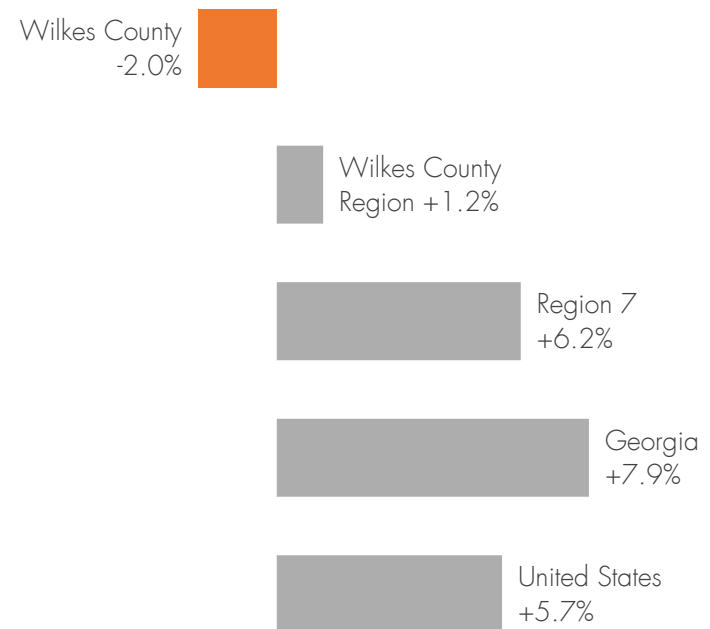 Wilkes County
-2.0%
Wilkes County
Region +1.2%
Region 7
+6.2%
Georgia
+7.9%
United States
+5.7%